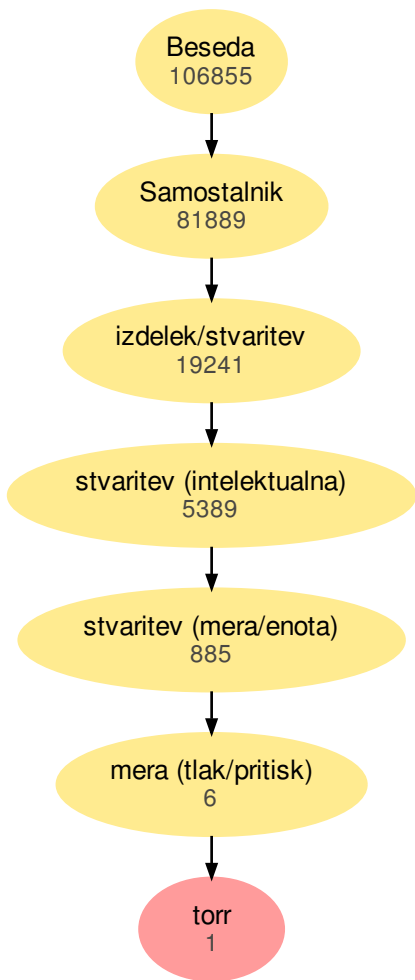 Beseda
106855
Samostalnik
81889
izdelek/stvaritev
19241
stvaritev (intelektualna)
5389
stvaritev (mera/enota)
885
mera (tlak/pritisk)
6
torr
1